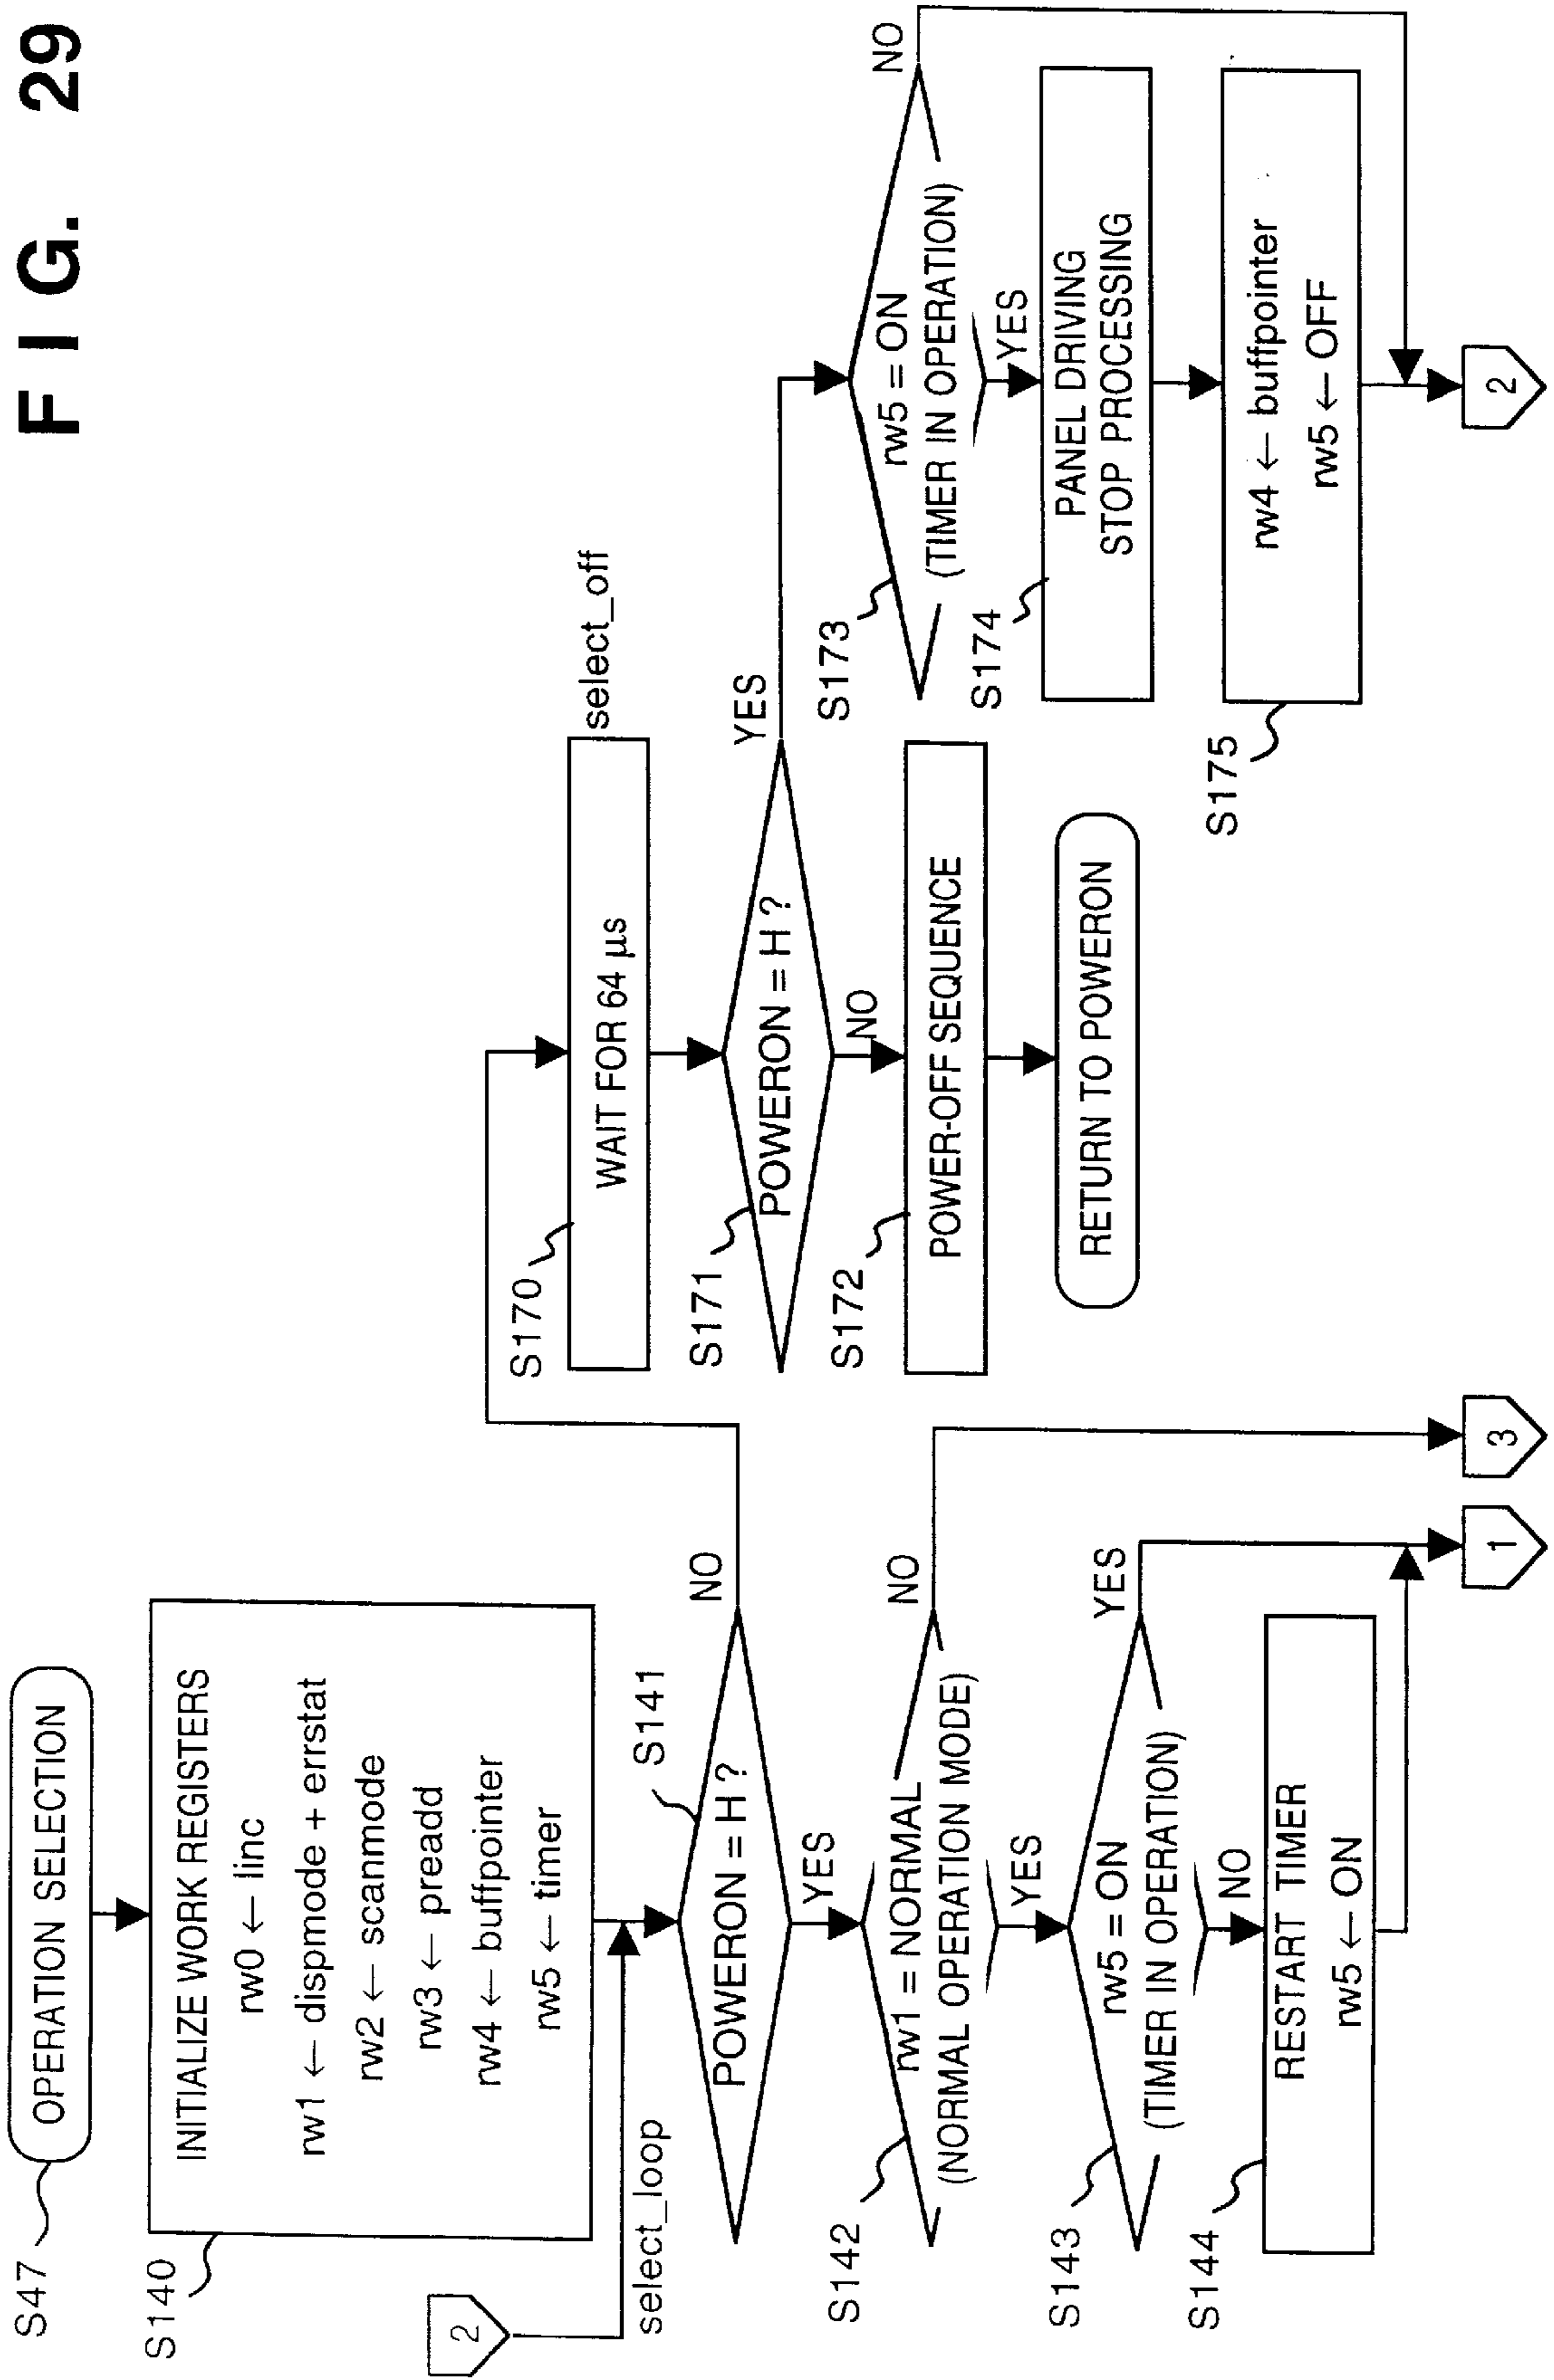 FIG. 29
S47
OPERATION SELECTION
S140
INITIALIZE WORK REGISTERS
rw0 ← linc
rw1 ← dispmode + errstat
rw2 ← scanmode
rw3 ← preadd
rw4 ← buffpointer
rw5 ← timer
2
select_loop
S141
POWERON = H ?
NO
YES
S142
rw1 = NORMAL
(NORMAL OPERATION MODE)
NO
YES
S143
rw5 = ON
(TIMER IN OPERATION)
YES
NO
S144
RESTART TIMER
rw5 ← ON
1
3
S170
select_off
WAIT FOR 64 µs
S171
POWERON = H ?
YES
NO
S172
POWER-OFF SEQUENCE
RETURN TO POWERON
S173
rw5 = ON
(TIMER IN OPERATION)
NO
YES
S174
PANEL DRIVING
STOP PROCESSING
S175
rw4 ← buffpointer
rw5 ← OFF
2